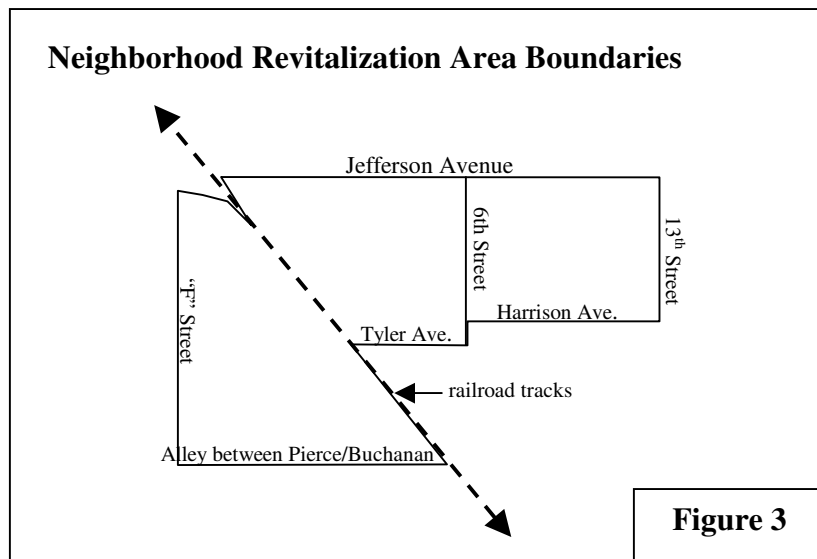 Neighborhood Revitalization Area Boundaries
Jefferson Avenue
6th Street
13th Street
"F" Street
Harrison Ave.
Tyler Ave.
railroad tracks
Alley between Pierce/Buchanan
Figure 3